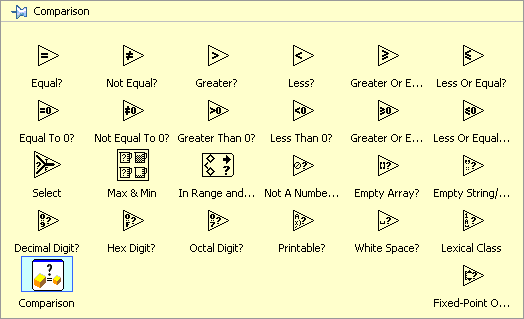 Comparison
Equal? Not Equal? Greater? Less? Greater Or E... Less Or Equal?
Equal To 0? Not Equal To 0? Greater Than 0? Less Than 0? Greater Or E... Less Or Equal...
Select Max & Min In Range and... Not A Numbe... Empty Array? Empty String/...
Decimal Digit? Hex Digit? Octal Digit? Printable? White Space? Lexical Class
Comparison Fixed-Point O...